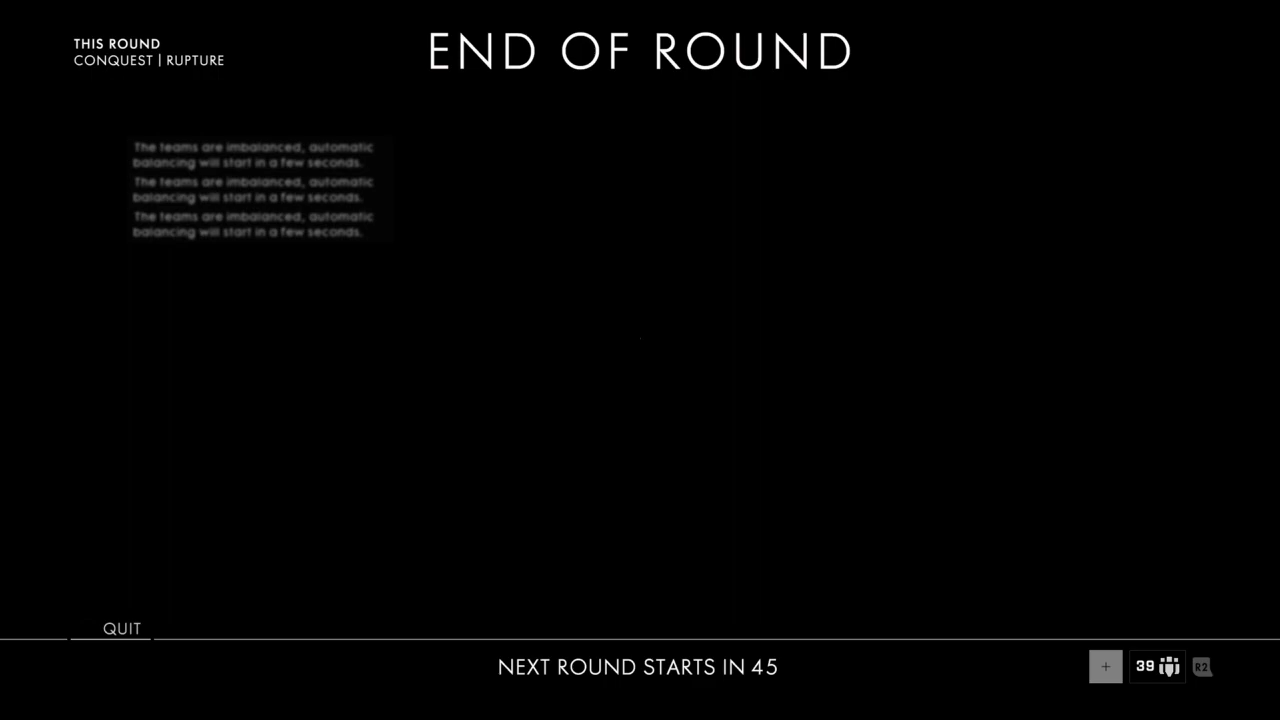 THIS ROUND
CONQUEST | RUPTURE
END OF ROUND
The teams are imbalanced, automatic
balancing will start in a few seconds.
The teams are imbalanced, automatic
balancing will start in a few seconds.
The teams are imbalanced, automatic
balancing will start in a few seconds.
QUIT
NEXT ROUND STARTS IN 45
+
39
R2